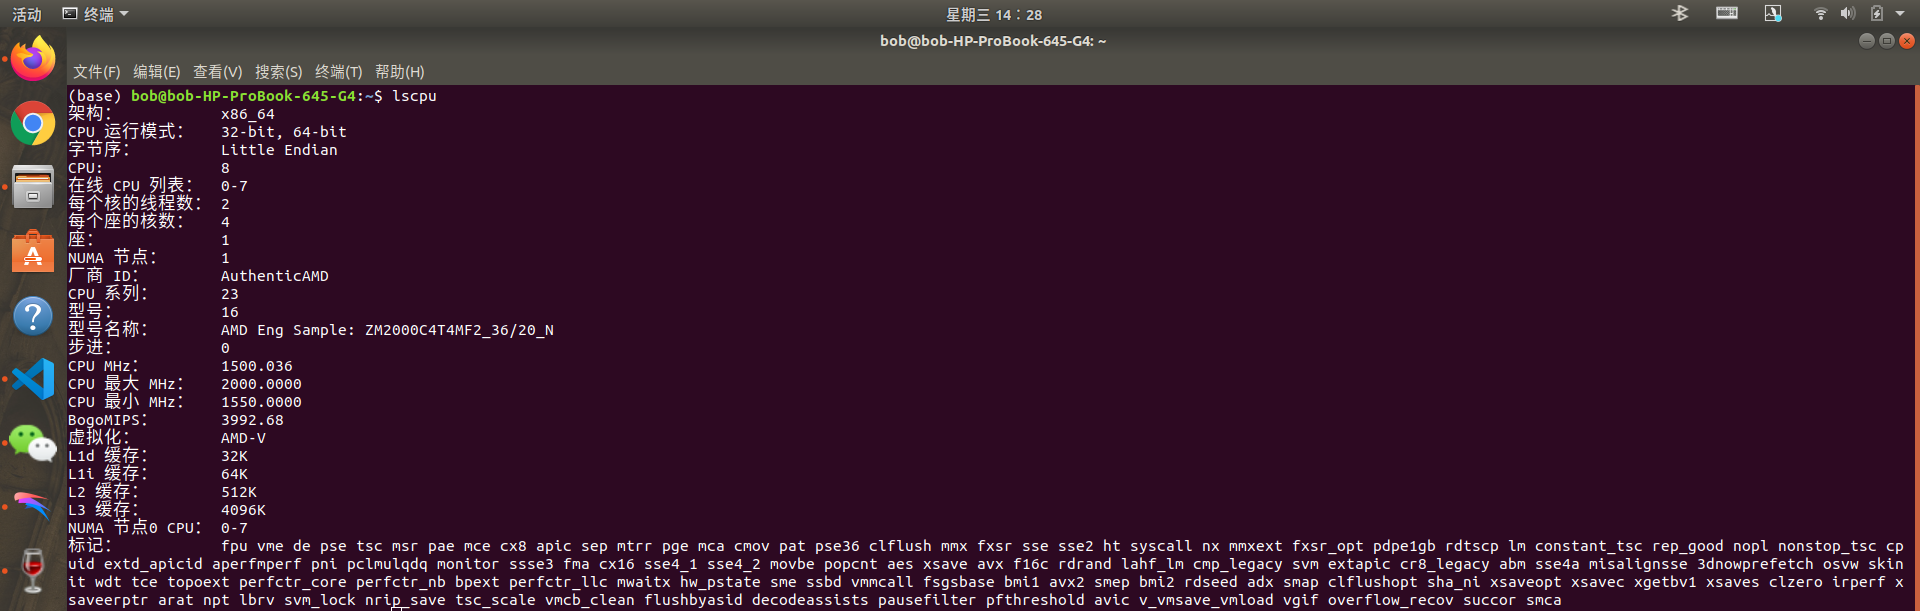 活动 终端 星期三 14：28
bob@bob-HP-ProBook-645-G4: ~
文件(F) 编辑(E) 查看(V) 搜索(S) 终端(T) 帮助(H)
(base) bob@bob-HP-ProBook-645-G4:~$ lscpu
架构： x86_64
CPU 运行模式： 32-bit, 64-bit
字节序： Little Endian
CPU: 8
在线 CPU 列表： 0-7
每个核的线程数： 2
每个座的核数： 4
座： 1
NUMA 节点： 1
厂商 ID： AuthenticAMD
CPU 系列： 23
型号： 16
型号名称： AMD Eng Sample: ZM2000C4T4MF2_36/20_N
步进： 0
CPU MHz： 1500.036
CPU 最大 MHz： 2000.0000
CPU 最小 MHz： 1550.0000
BogoMIPS： 3992.68
虚拟化： AMD-V
L1d 缓存： 32K
L1i 缓存： 64K
L2 缓存： 512K
L3 缓存： 4096K
NUMA 节点0 CPU： 0-7
标记： fpu vme de pse tsc msr pae mce cx8 apic sep mtrr pge mca cmov pat pse36 clflush mmx fxsr sse sse2 ht syscall nx mmxext fxsr_opt pdpe1gb rdtscp lm constant_tsc rep_good nopl nonstop_tsc cp
uid extd_apicid aperfmperf pni pclmulqdq monitor ssse3 fma cx16 sse4_1 sse4_2 movbe popcnt aes xsave avx f16c rdrand lahf_lm cmp_legacy svm extapic cr8_legacy abm sse4a misalignsse 3dnowprefetch osvw skin
it wdt tce topoext perfctr_core perfctr_nb bpext perfctr_llc mwaitx hw_pstate sme ssbd vmmcall fsgsbase bmi1 avx2 smep bmi2 rdseed adx smap clflushopt sha_ni xsaveopt xsavec xgetbv1 xsaves clzero irperf x
saveerptr arat npt lbrv svm_lock nrip_save tsc_scale vmcb_clean flushbyasid decodeassists pausefilter pfthreshold avic v_vmsave_vmload vgif overflow_recov succor smca